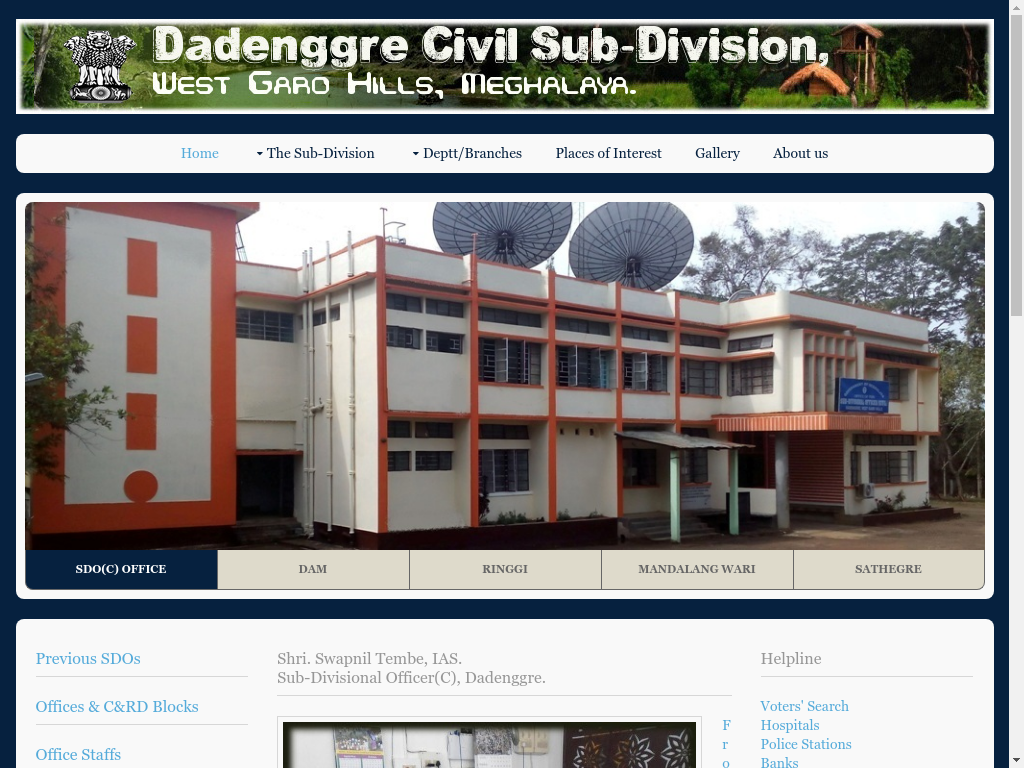 Dadenggre Civil Sub-Division,
West Garo Hills, Meghalaya.
Home
The Sub-Division
Deptt/Branches
Places of Interest
Gallery
About us
SDO(C) OFFICE
DAM
RINGGI
MANDALANG WARI
SATHEGRE
Previous SDOs
Offices & C&RD Blocks
Office Staffs
Shri. Swapnil Tembe, IAS.
Sub-Divisional Officer(C), Dadenggre.
F
r
o
Helpline
Voters' Search
Hospitals
Police Stations
Banks